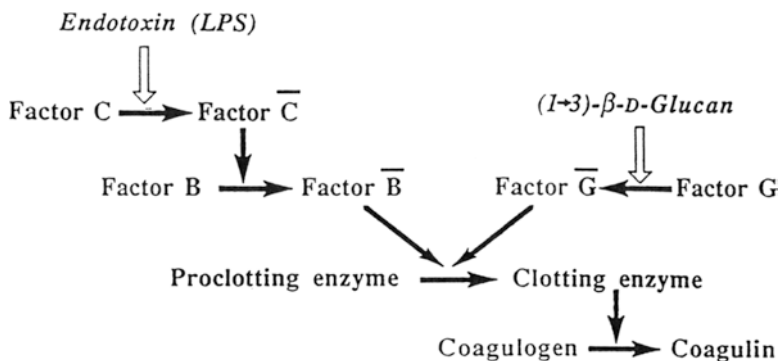 Endotoxin (LPS)
(1→3)-β-D-Glucan
Factor C Factor C̅
Factor B Factor B̅ Factor G̅ Factor G
Proclotting enzyme Clotting enzyme
Coagulogen Coagulin